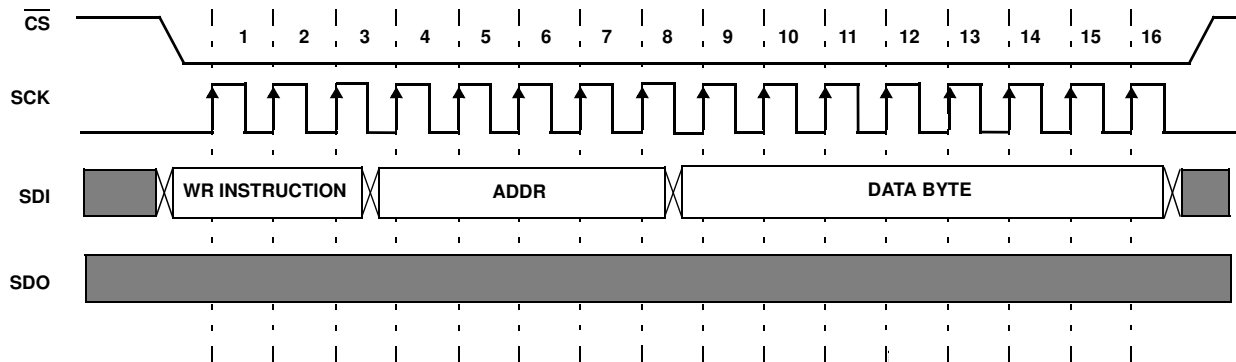 CS
1 2 3 4 5 6 7 8 9 10 11 12 13 14 15 16
SCK
SDI WR INSTRUCTION ADDR DATA BYTE
SDO